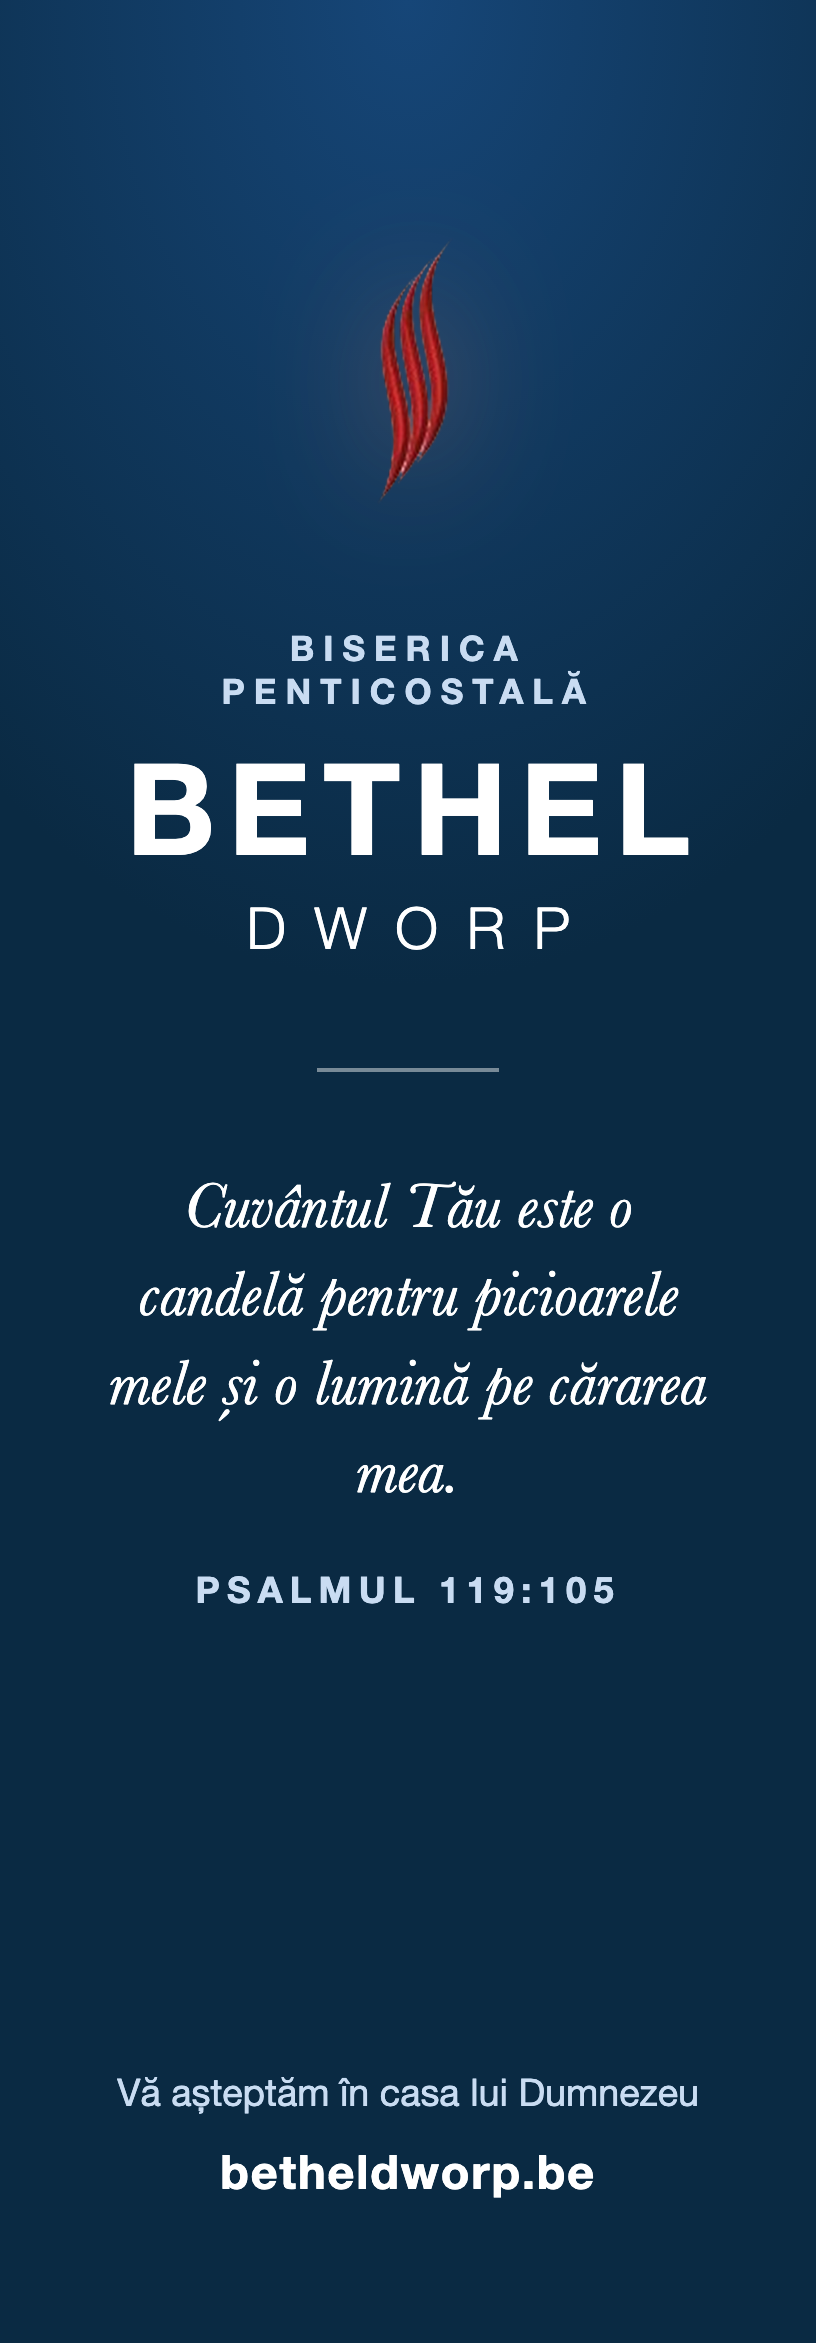 BISERICA
PENTICOSTALĂ
BETHEL
DWORP
Cuvântul Tău este o
candelă pentru picioarele
mele și o lumină pe cărarea
mea.
PSALMUL 119:105
Vă așteptăm în casa lui Dumnezeu
betheldworp.be